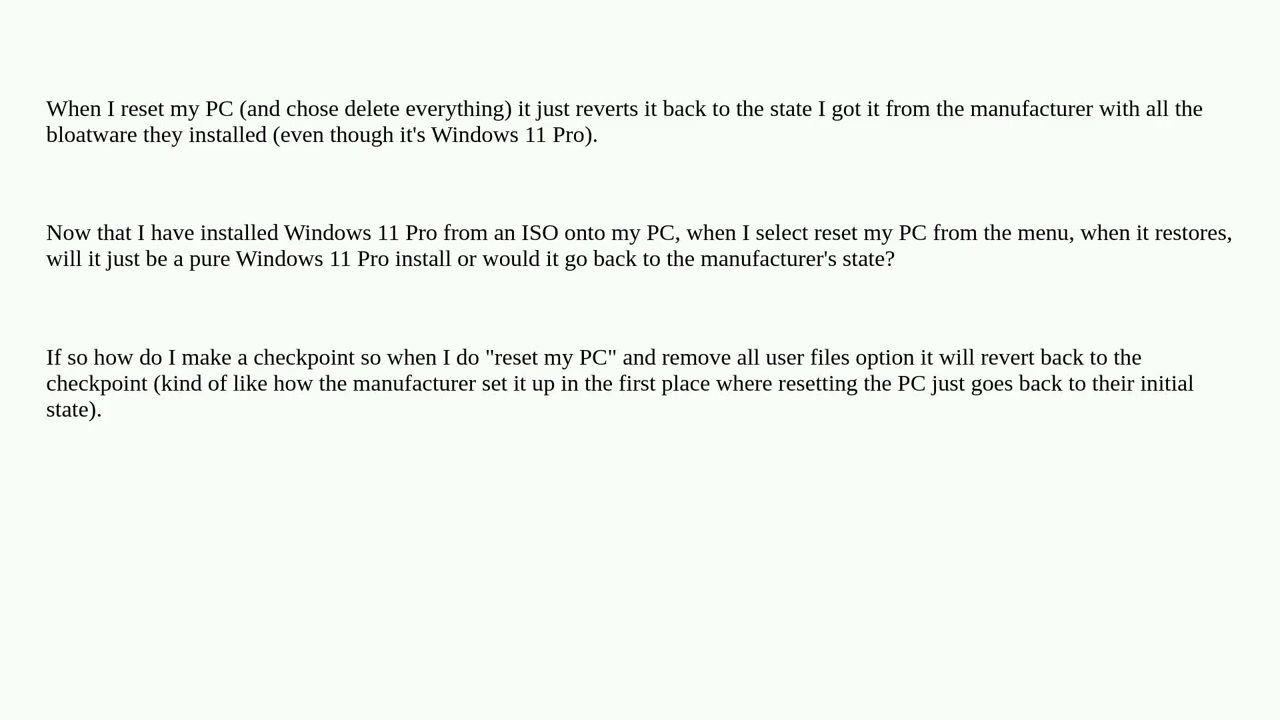 When I reset my PC (and chose delete everything) it just reverts it back to the state I got it from the manufacturer with all the
bloatware they installed (even though it's Windows 11 Pro).
Now that I have installed Windows 11 Pro from an ISO onto my PC, when I select reset my PC from the menu, when it restores,
will it just be a pure Windows 11 Pro install or would it go back to the manufacturer's state?
If so how do I make a checkpoint so when I do "reset my PC" and remove all user files option it will revert back to the
checkpoint (kind of like how the manufacturer set it up in the first place where resetting the PC just goes back to their initial
state).